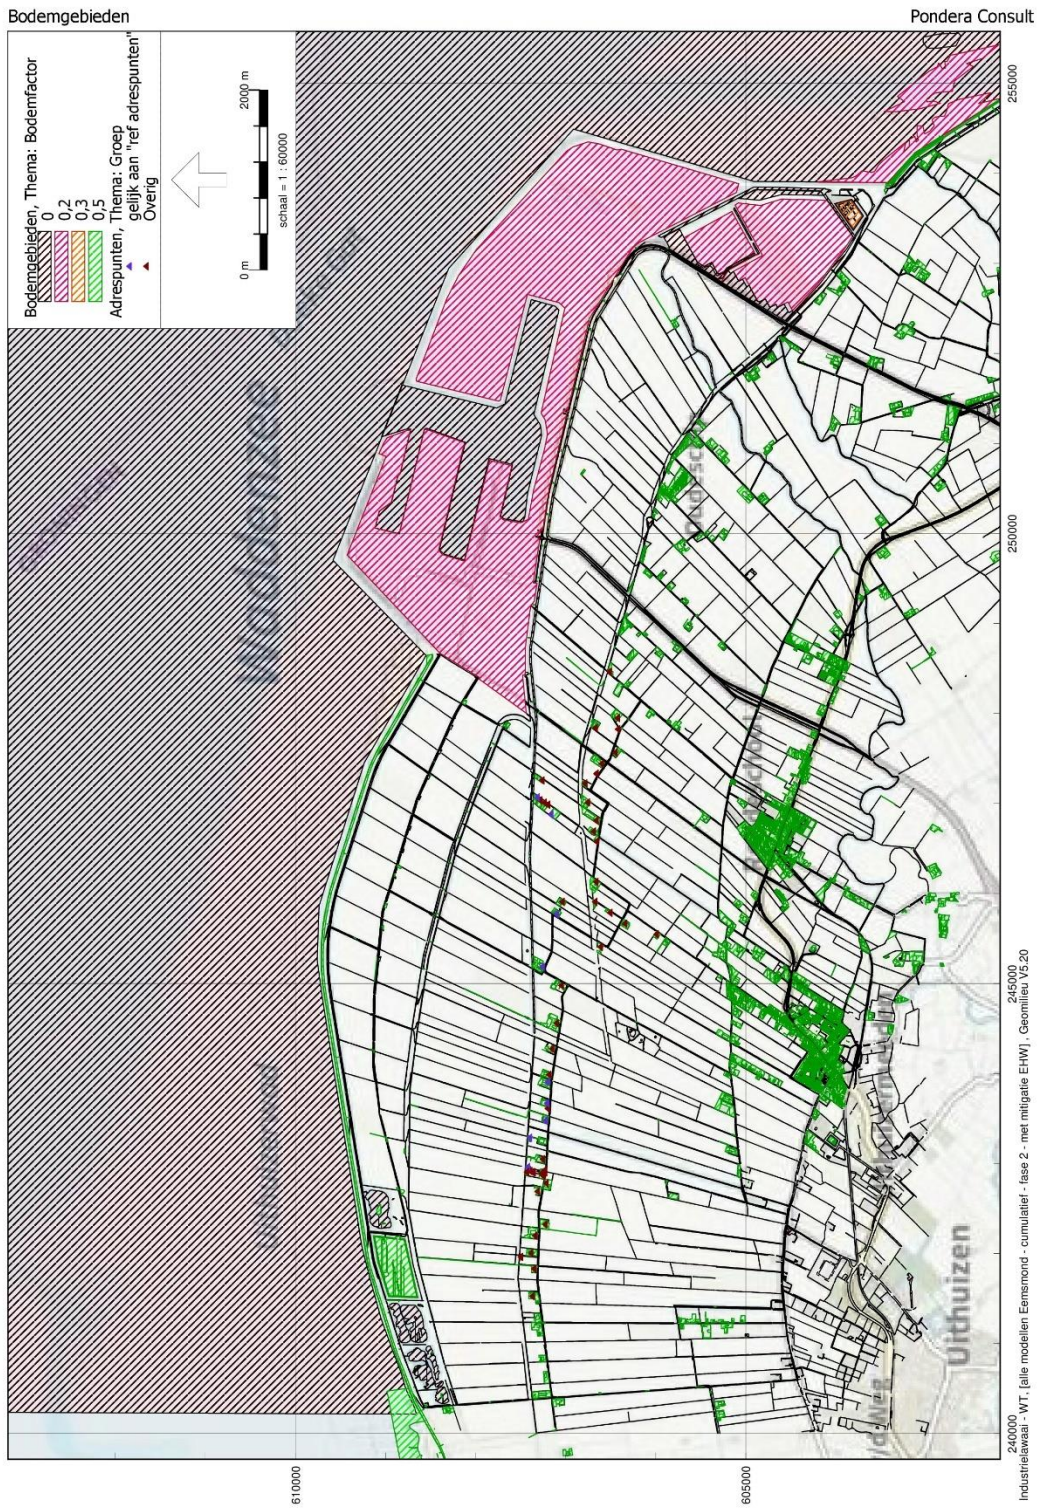 Bodemgebieden
Pondera Consult
Bodemgebieden, Thema: Bodemfactor
0
0,2
0,3
0,5
Adrespunten, Thema: Groep
gelijk aan "ref adrespunten"
Overig
0 m
2000 m
schaal = 1 : 60000
Waddenzee
Oudeschip
Uithuizermeeden
Uithuizen
610000
605000
240000
245000
250000
255000
Industrielawaai - WT, [alle modellen Eemsmond - cumulatief - fase 2 - met mitigatie EHW] , Geomilieu V5.20